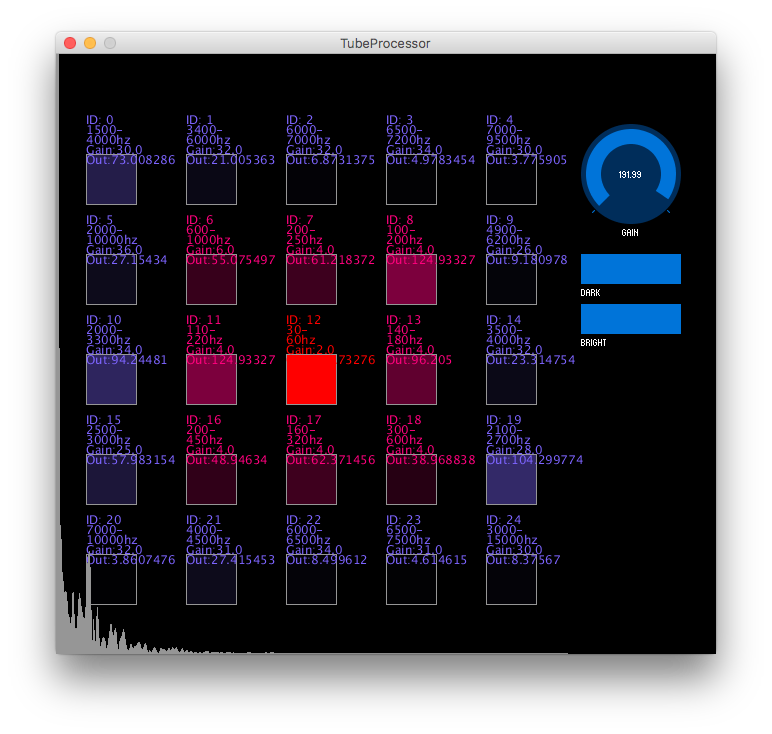 TubeProcessor
ID: 0
1500-
4000hz
Gain:30.0
Out:73.008286
ID: 1
3400-
6000hz
Gain:32.0
Out:21.005363
ID: 2
6000-
7000hz
Gain:32.0
Out:6.8731375
ID: 3
6500-
7200hz
Gain:34.0
Out:4.9783454
ID: 4
7000-
9500hz
Gain:30.0
Out:3.775905
191.99
GAIN
ID: 5
2000-
10000hz
Gain:36.0
Out:27.15434
ID: 6
600-
1000hz
Gain:6.0
Out:55.075497
ID: 7
200-
250hz
Gain:4.0
Out:61.218372
ID: 8
100-
200hz
Gain:4.0
Out:124.93327
ID: 9
4900-
6200hz
Gain:26.0
Out:9.180978
DARK
BRIGHT
ID: 10
2000-
3300hz
Gain:34.0
Out:94.24481
ID: 11
110-
220hz
Gain:4.0
Out:124.93327
ID: 12
30-
60hz
Gain:2.0
73276
ID: 13
140-
180hz
Gain:4.0
Out:96.205
ID: 14
3500-
4000hz
Gain:32.0
Out:23.314754
ID: 15
2500-
3000hz
Gain:25.0
Out:57.983154
ID: 16
200-
450hz
Gain:4.0
Out:48.94634
ID: 17
160-
320hz
Gain:4.0
Out:62.371456
ID: 18
300-
600hz
Gain:4.0
Out:38.968838
ID: 19
2100-
2700hz
Gain:28.0
Out:104.299774
ID: 20
7000-
10000hz
Gain:32.0
Out:3.8607476
ID: 21
4000-
4500hz
Gain:31.0
Out:27.415453
ID: 22
6000-
6500hz
Gain:34.0
Out:8.499612
ID: 23
6500-
7500hz
Gain:31.0
Out:4.614615
ID: 24
3000-
15000hz
Gain:30.0
Out:8.37567